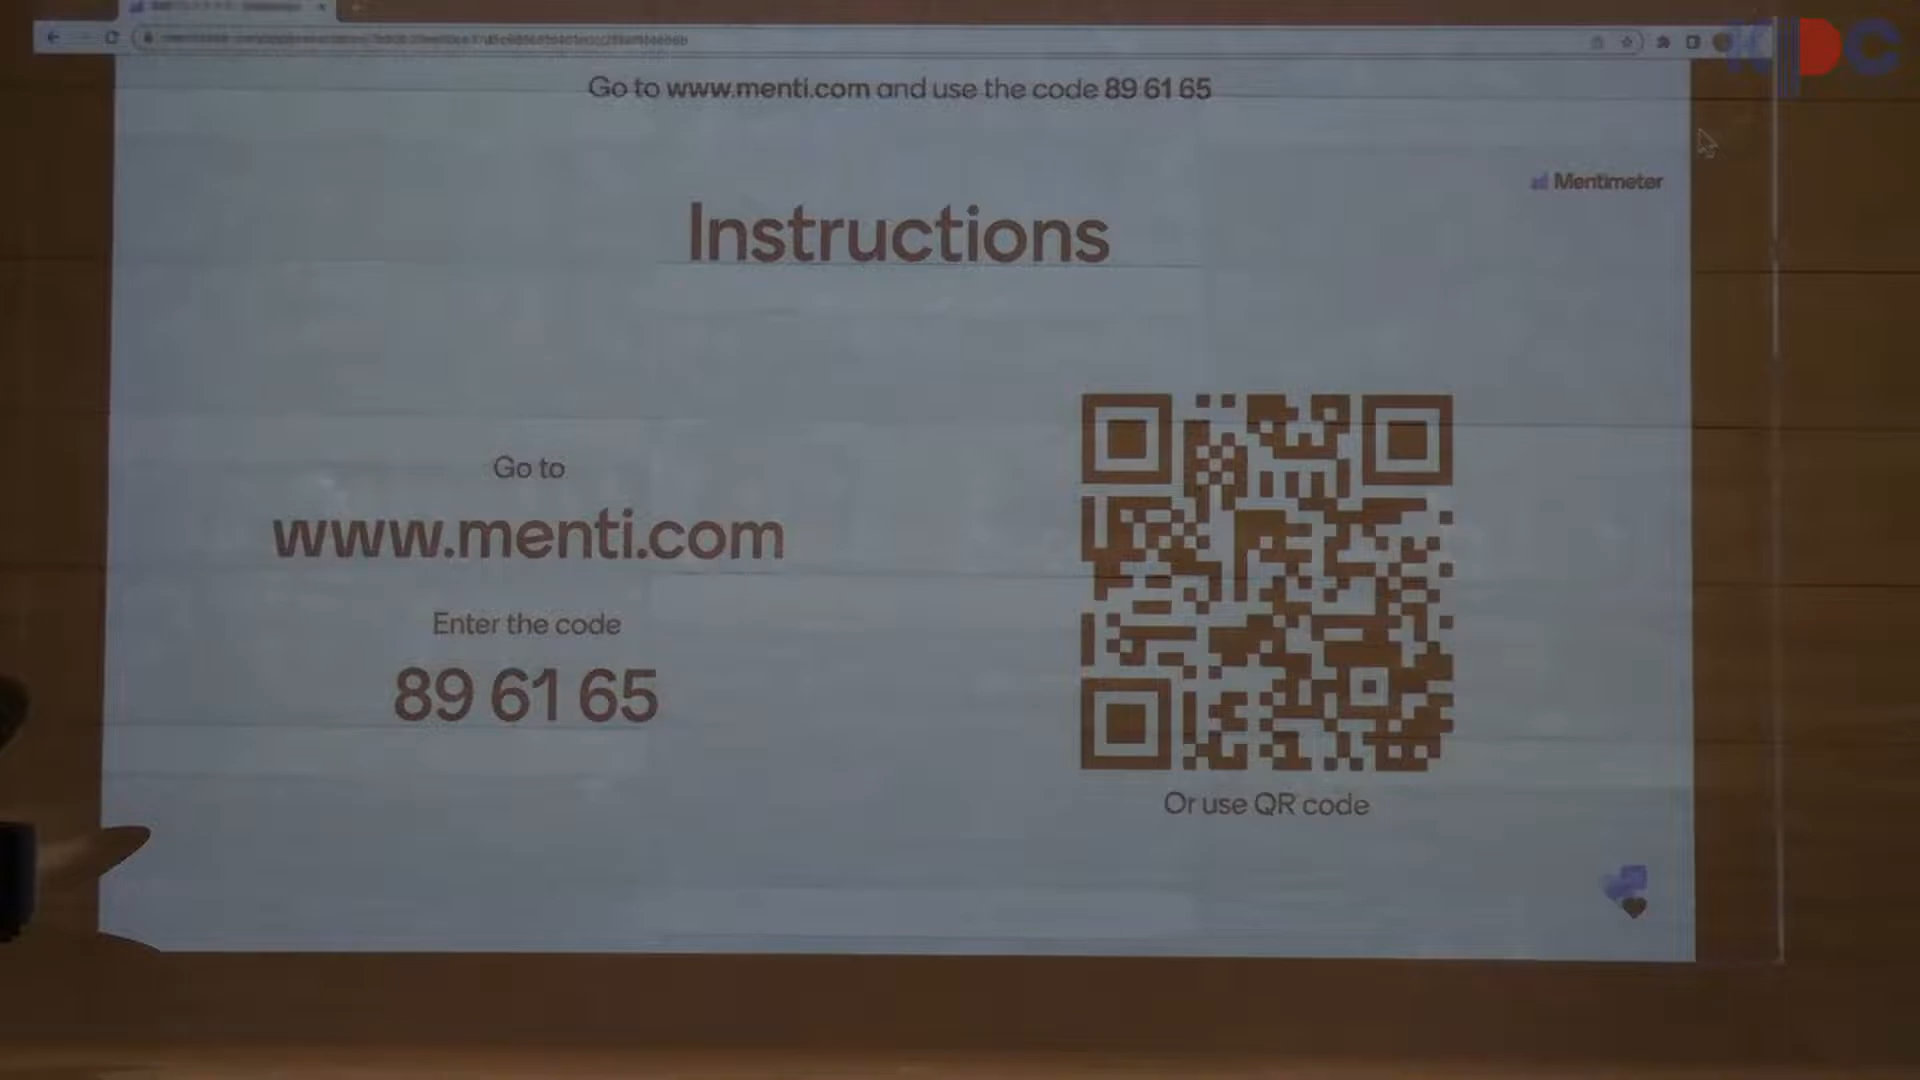 KPC
Go to www.menti.com and use the code 89 61 65
Mentimeter
Instructions
Go to
www.menti.com
Enter the code
89 61 65
Or use QR code